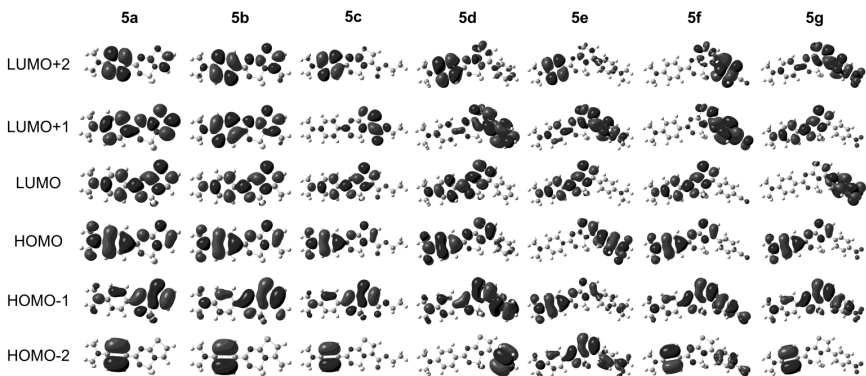 5a 5b 5c 5d 5e 5f 5g
LUMO+2
LUMO+1
LUMO
HOMO
HOMO-1
HOMO-2